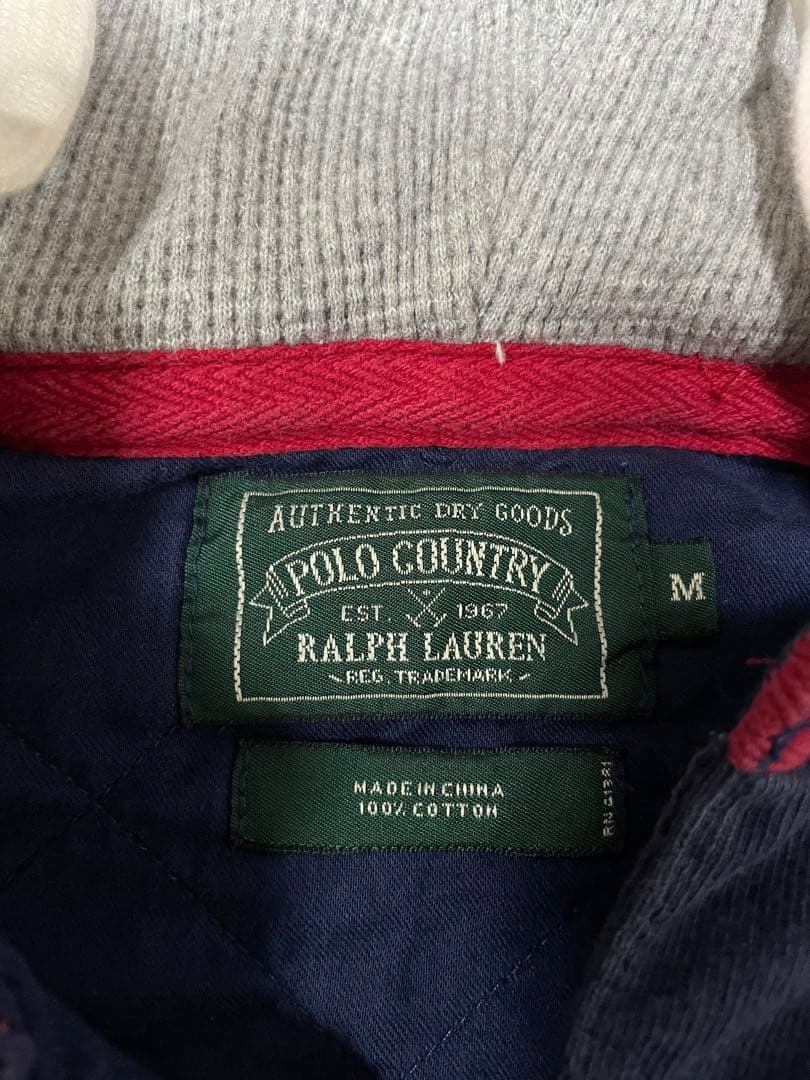 AUTHENTIC DRY GOODS
POLO COUNTRY
EST. 1967
RALPH LAUREN
REG. TRADEMARK
M
MADE IN CHINA
100% COTTON
RN 41381